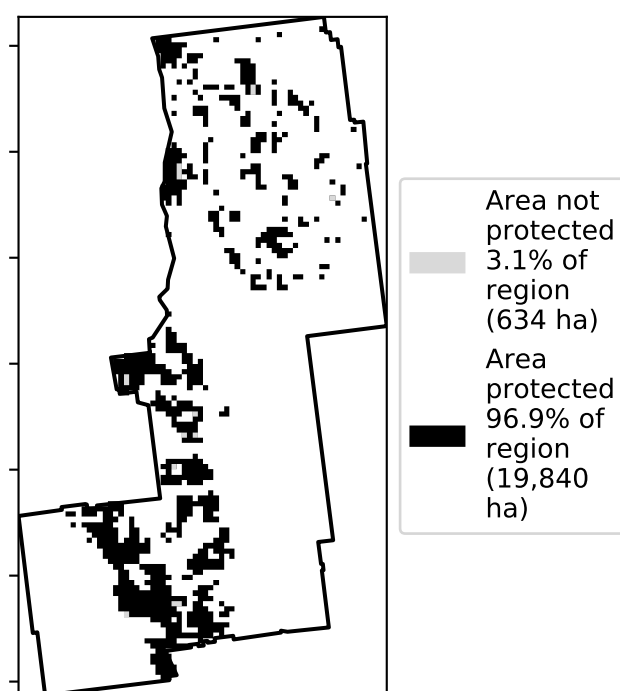 Area not
protected
3.1% of
region
(634 ha)
Area
protected
96.9% of
region
(19,840
ha)